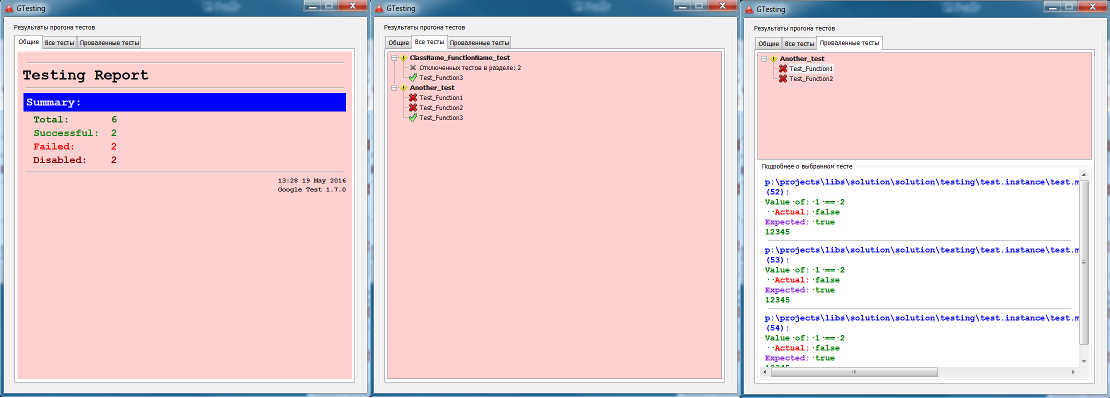 GTesting
Результаты прогона тестов
Общие Все тесты Проваленные тесты
Testing Report
Summary:
Total: 6
Successful: 2
Failed: 2
Disabled: 2
13:28 19 May 2016
Google Test 1.7.0
GTesting
Результаты прогона тестов
Общие Все тесты Проваленные тесты
ClassName_FunctionName_test
Отключенных тестов в разделе: 2
Test_Function3
Another_test
Test_Function1
Test_Function2
Test_Function3
GTesting
Результаты прогона тестов
Общие Все тесты Проваленные тесты
Another_test
Test_Function1
Test_Function2
Подробнее о выбранном тесте
p:\projects\libs\solution\solution\testing\test.instance\test.m
(52):
Value·of:·1·==·2
··Actual:·false
Expected:·true
12345
p:\projects\libs\solution\solution\testing\test.instance\test.m
(53):
Value·of:·1·==·2
··Actual:·false
Expected:·true
12345
p:\projects\libs\solution\solution\testing\test.instance\test.m
(54):
Value·of:·1·==·2
··Actual:·false
Expected:·true
12345